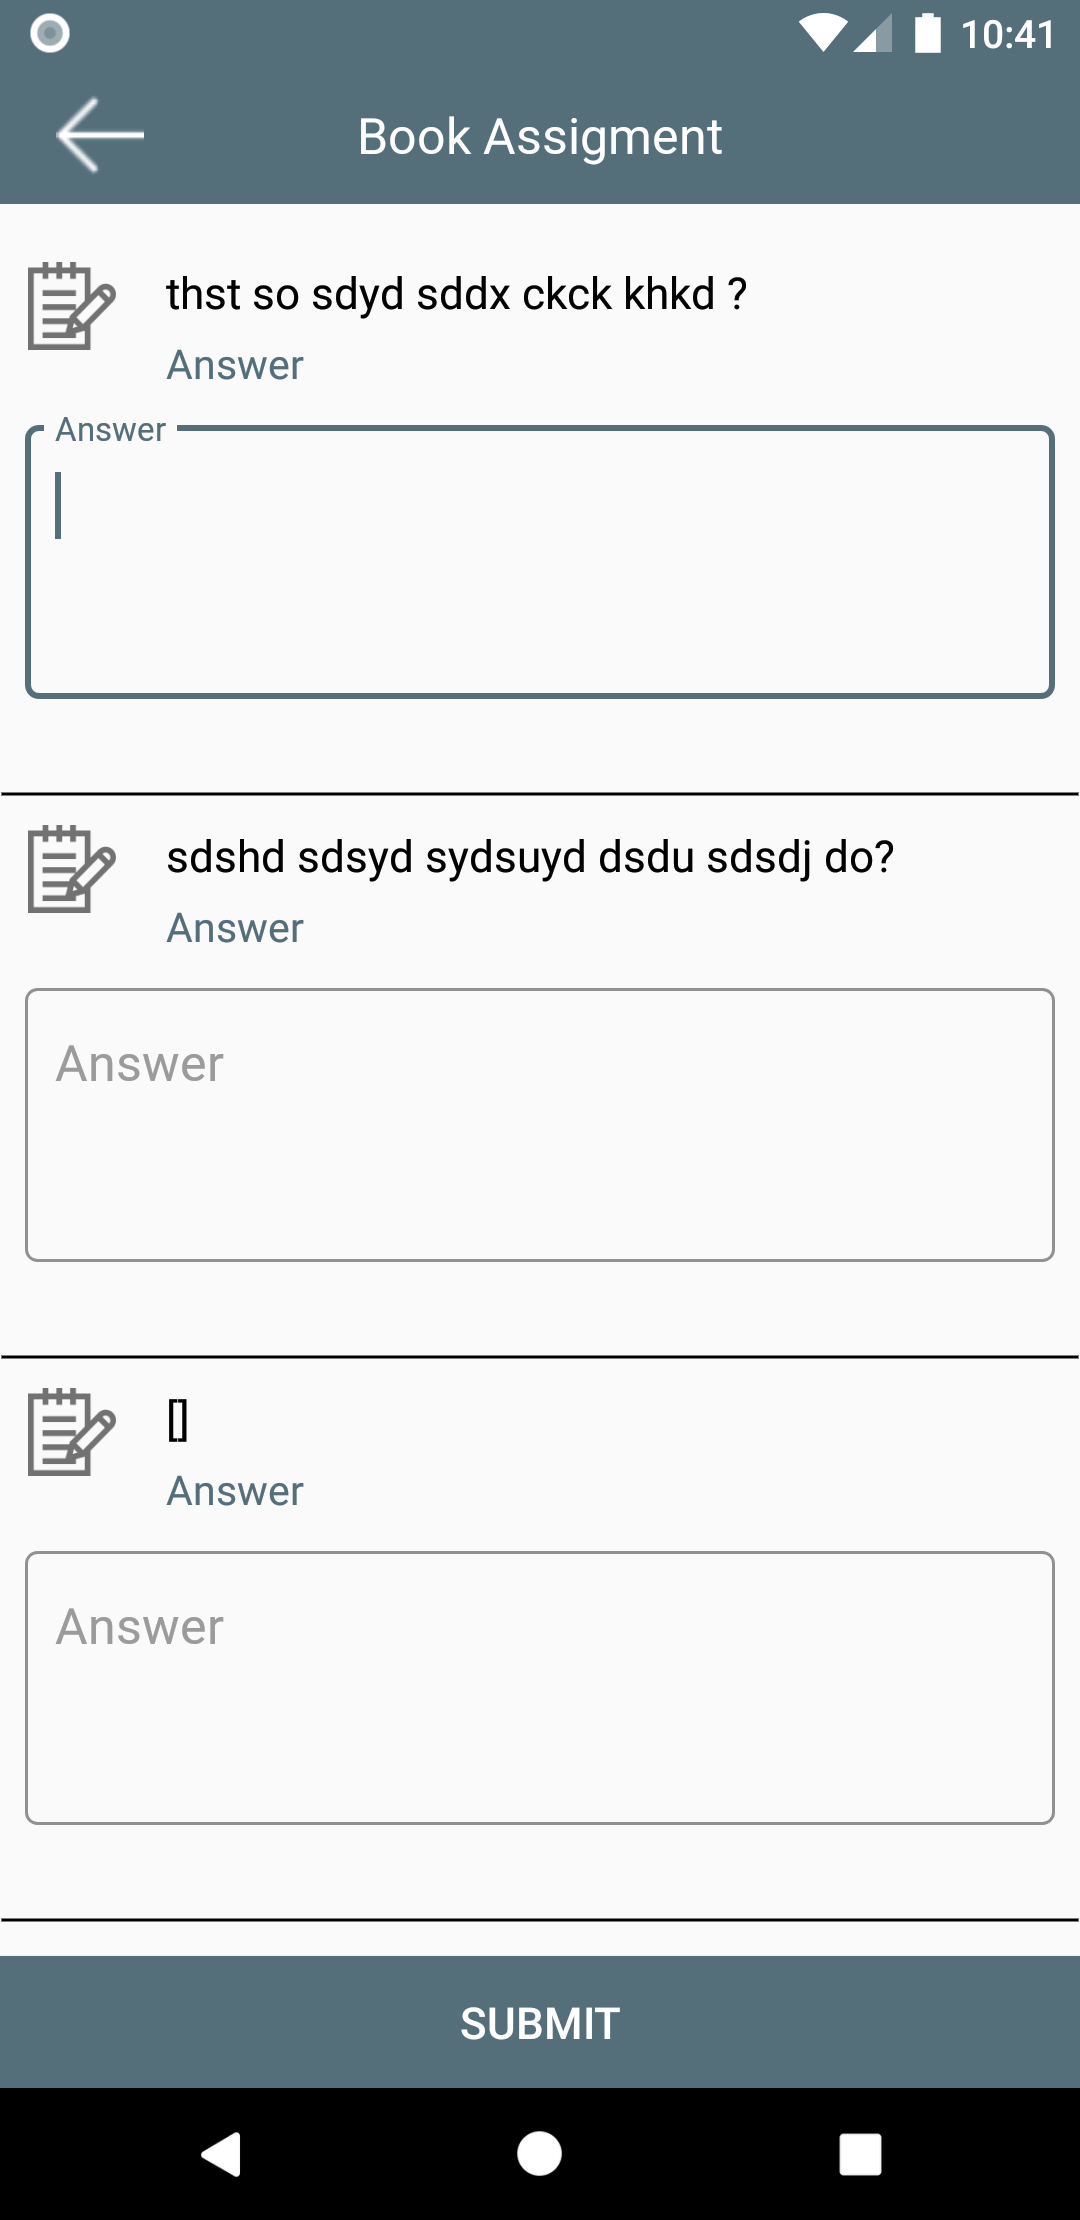 10:41
Book Assigment
thst so sdyd sddx ckck khkd ?
Answer
Answer
sdshd sdsyd sydsuyd dsdu sdsdj do?
Answer
Answer
[]
Answer
Answer
SUBMIT